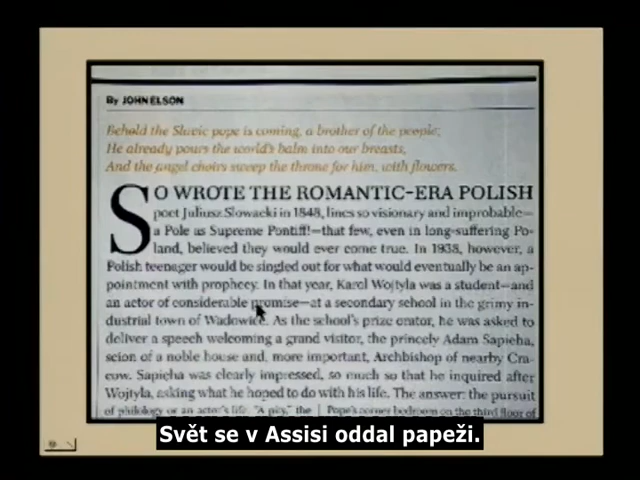 By JOHN ELSON
Behold the Slavic pope is coming, a brother of the people;
He already pours the world's balm into our breasts,
And the angel choirs sweep the throne for him, with flowers.
SO WROTE THE ROMANTIC-ERA POLISH
poet Juliusz Slowacki in 1848, lines so visionary and improbable—
a Pole as Supreme Pontiff!—that few, even in long-suffering Po-
land, believed they would ever come true. In 1938, however, a
Polish teenager would be singled out for what would eventually be an ap-
pointment with prophecy. In that year, Karol Wojtyla was a student—and
an actor of considerable promise—at a secondary school in the grimy in-
dustrial town of Wadowice. As the school's prize orator, he was asked to
deliver a speech welcoming a grand visitor, the princely Adam Sapieha,
scion of a noble house and, more important, Archbishop of nearby Cra-
cow. Sapieha was clearly impressed, so much so that he inquired after
Wojtyla, asking what he hoped to do with his life. The answer: the pursuit
of philology or an actor's life. "A pity," the | Pope's corner bedroom on the third floor of
Svět se v Assisi oddal papeži.